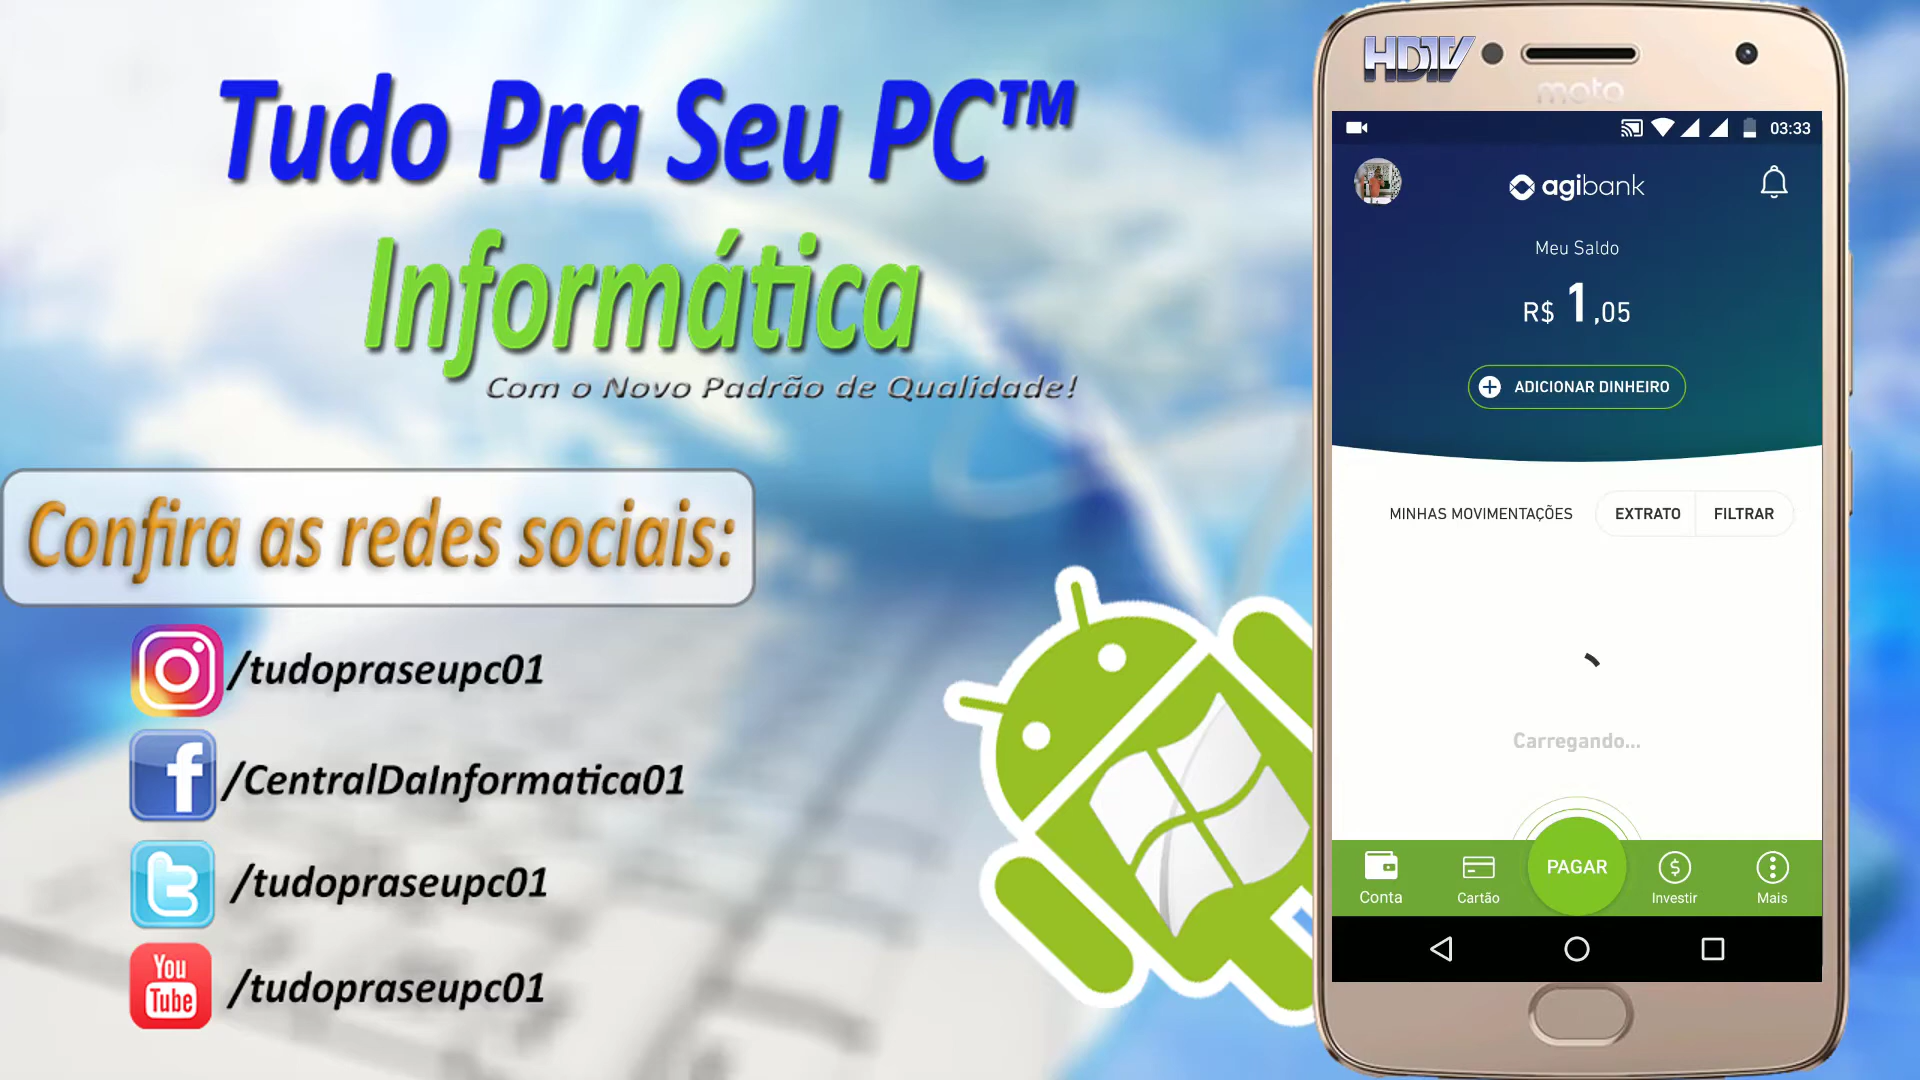 Tudo Pra Seu PC™
Informática
Com o Novo Padrão de Qualidade!
Confira as redes sociais:
/tudopraseupc01
f /CentralDaInformatica01
t /tudopraseupc01
You
Tube
/tudopraseupc01
HDTV
moto
03:33
agibank
Meu Saldo
R$ 1,05
ADICIONAR DINHEIRO
MINHAS MOVIMENTAÇÕES EXTRATO FILTRAR
Carregando...
PAGAR
Conta Cartão Investir Mais